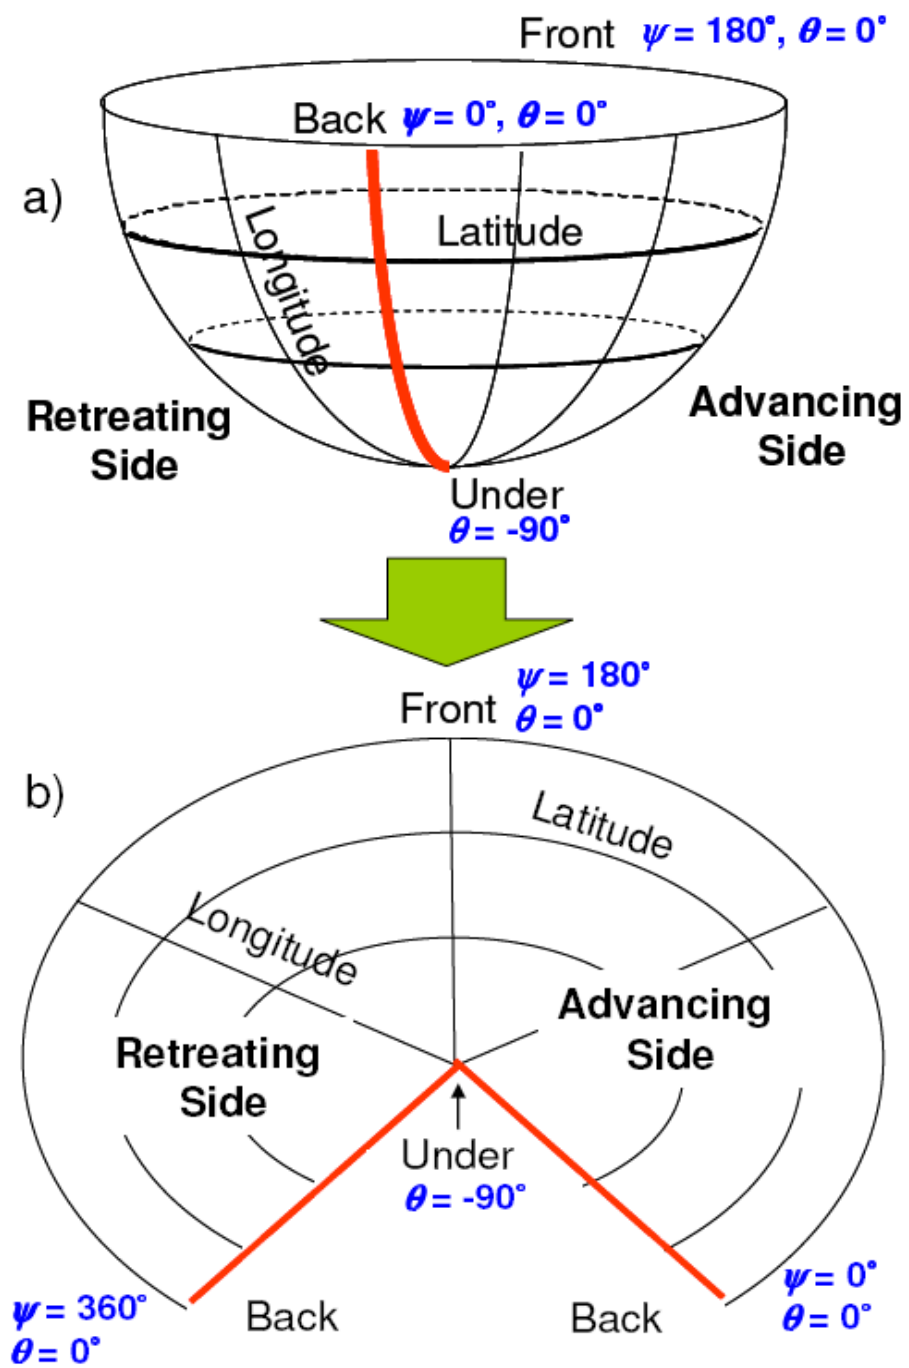 Front ψ = 180°, θ = 0°
Back ψ = 0°, θ = 0°
a)
Longitude
Latitude
Retreating
Side
Advancing
Side
Under
θ = -90°
Front
ψ = 180°
θ = 0°
b)
Latitude
Longitude
Advancing
Side
Retreating
Side
Under
θ = -90°
ψ = 360°
θ = 0°
Back
Back
ψ = 0°
θ = 0°